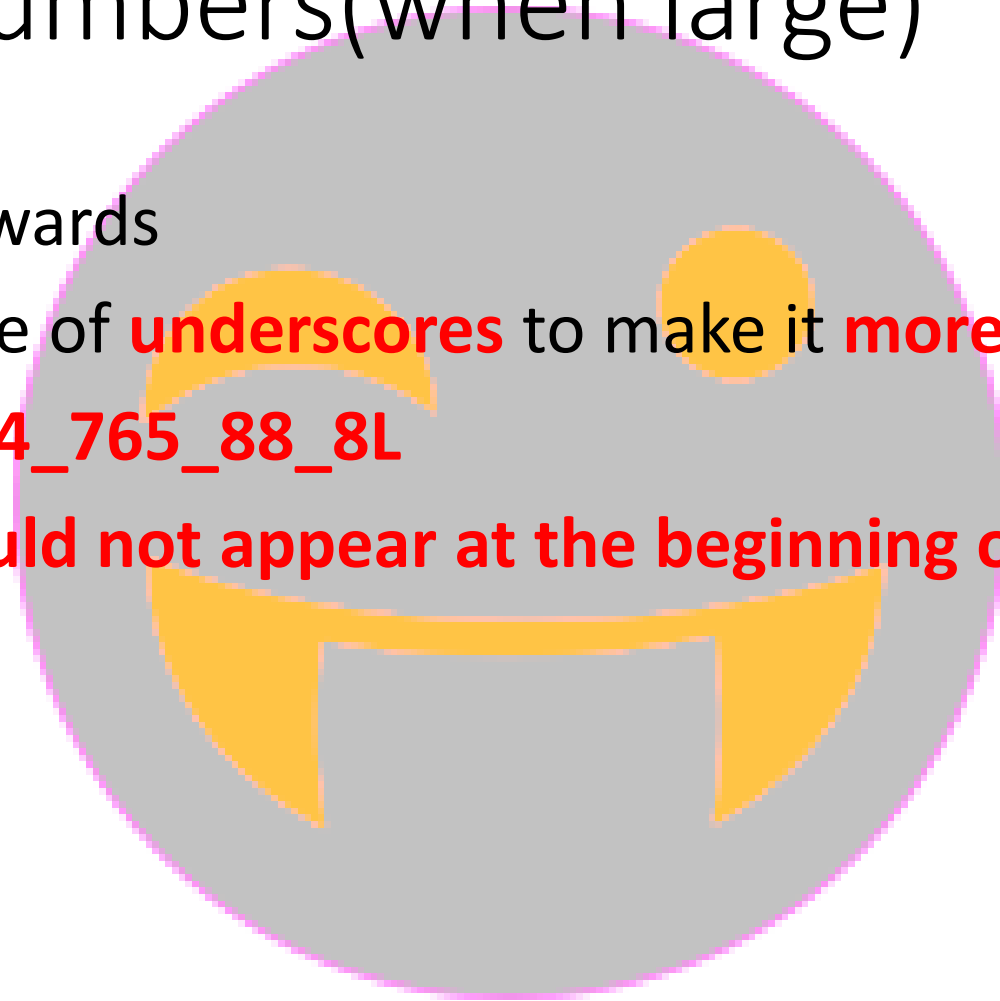 umbers(when large)
wards
e of underscores to make it more
4_765_88_8L
uld not appear at the beginning o